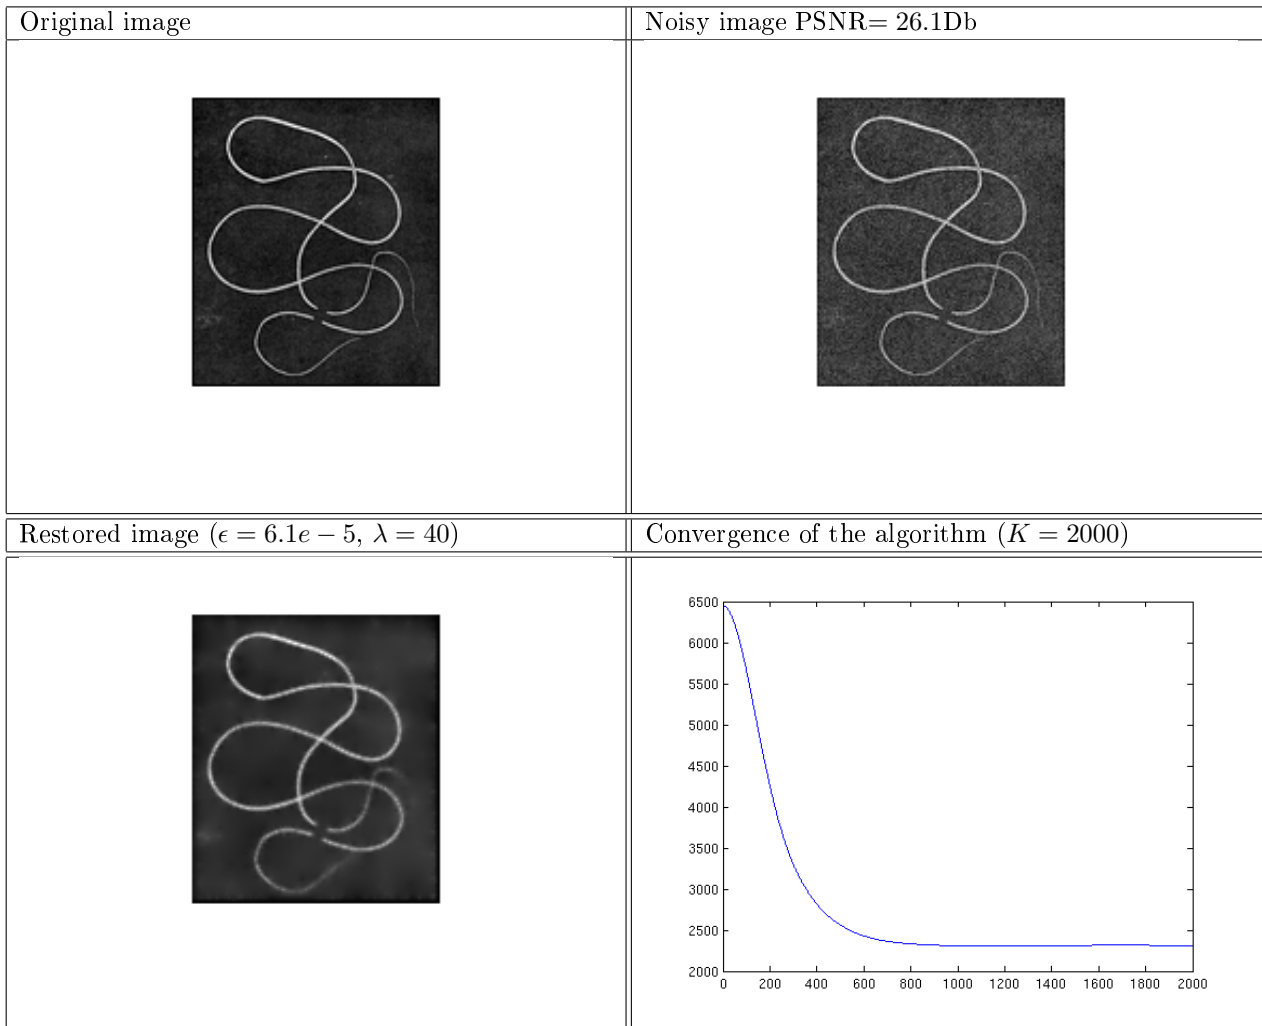 Original image
Noisy image PSNR= 26.1Db
Restored image (ϵ = 6.1e − 5, λ = 40)
Convergence of the algorithm (K = 2000)
6500
6000
5500
5000
4500
4000
3500
3000
2500
2000
0 200 400 600 800 1000 1200 1400 1600 1800 2000